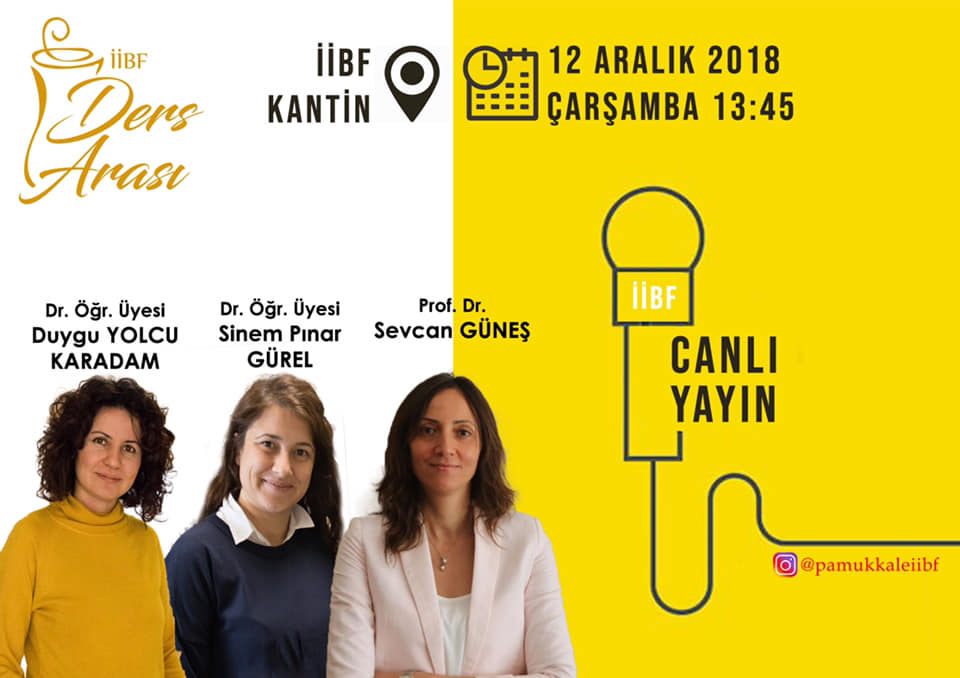 İİBF
Ders
Arası
İİBF
KANTİN
12 ARALIK 2018
ÇARŞAMBA 13:45
Dr. Öğr. Üyesi
Duygu YOLCU
KARADAM
Dr. Öğr. Üyesi
Sinem Pınar
GÜREL
Prof. Dr.
Sevcan GÜNEŞ
İİBF
CANLI
YAYIN
@pamukkaleiibf